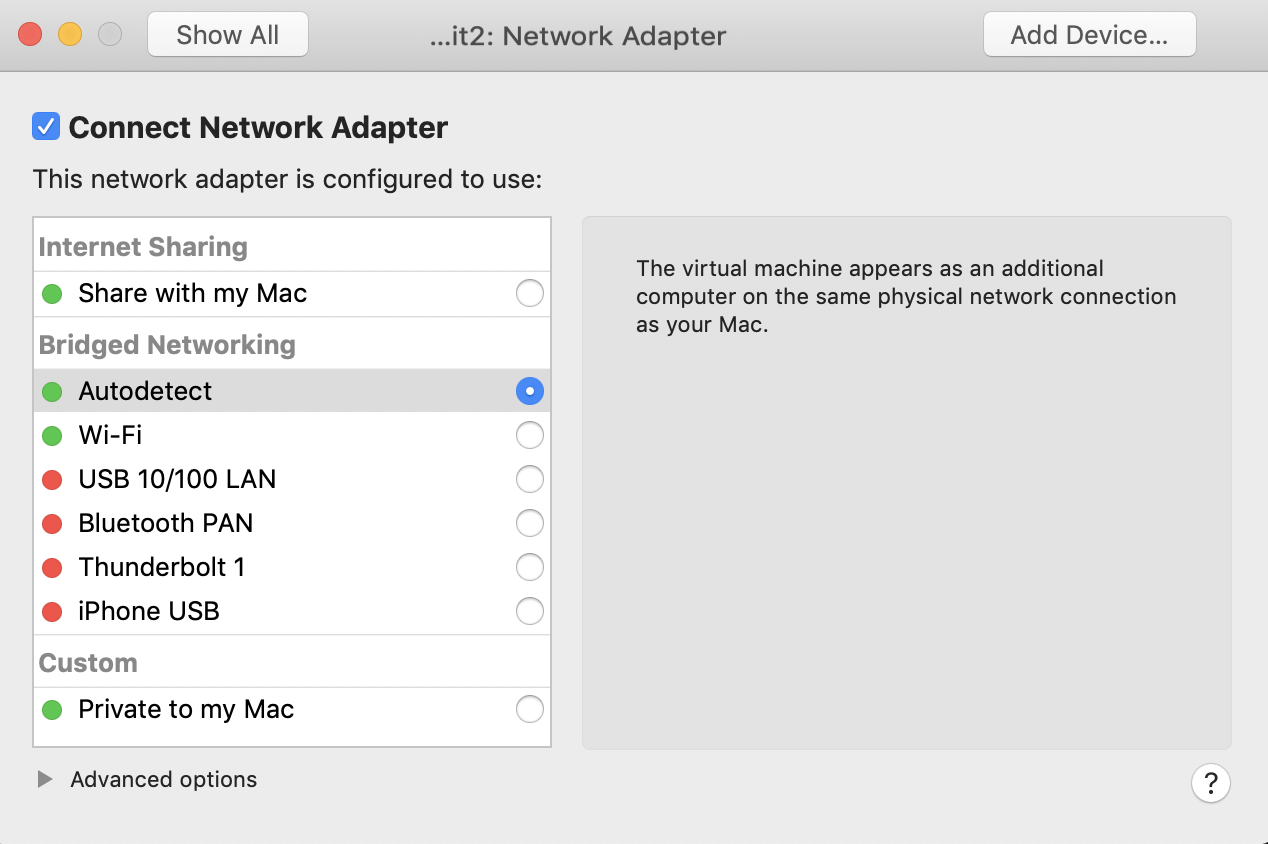 Show All
...it2: Network Adapter
Add Device...
Connect Network Adapter
This network adapter is configured to use:
Internet Sharing
Share with my Mac
Bridged Networking
Autodetect
Wi-Fi
USB 10/100 LAN
Bluetooth PAN
Thunderbolt 1
iPhone USB
Custom
Private to my Mac
The virtual machine appears as an additional
computer on the same physical network connection
as your Mac.
Advanced options
?